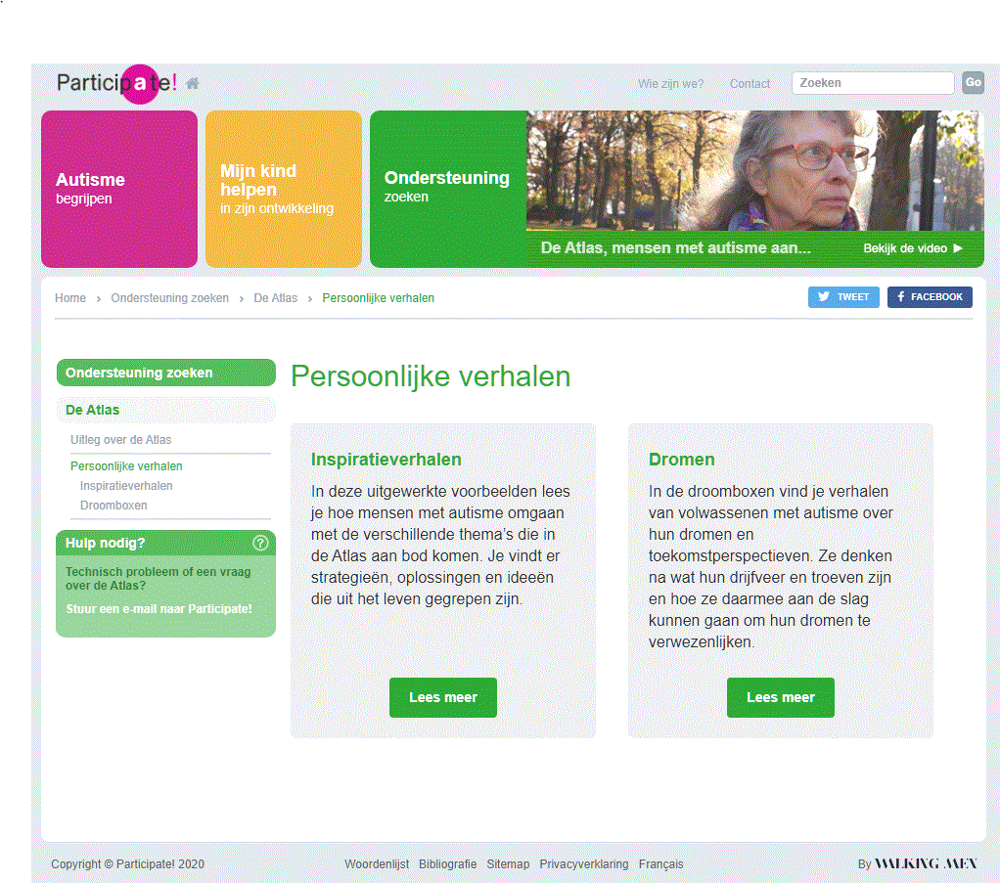 Participate!
Wie zijn we?
Contact
Zoeken
Go
Autisme
begrijpen
Mijn kind
helpen
in zijn ontwikkeling
Ondersteuning
zoeken
De Atlas, mensen met autisme aan...
Bekijk de video
Home › Ondersteuning zoeken › De Atlas › Persoonlijke verhalen
TWEET
FACEBOOK
Ondersteuning zoeken
De Atlas
Uitleg over de Atlas
Persoonlijke verhalen
Inspiratieverhalen
Droomboxen
Hulp nodig?
?
Technisch probleem of een vraag
over de Atlas?
Stuur een e-mail naar Participate!
Persoonlijke verhalen
Inspiratieverhalen
In deze uitgewerkte voorbeelden lees
je hoe mensen met autisme omgaan
met de verschillende thema's die in
de Atlas aan bod komen. Je vindt er
strategieën, oplossingen en ideeën
die uit het leven gegrepen zijn.
Lees meer
Dromen
In de droomboxen vind je verhalen
van volwassenen met autisme over
hun dromen en
toekomstperspectieven. Ze denken
na wat hun drijfveer en troeven zijn
en hoe ze daarmee aan de slag
kunnen gaan om hun dromen te
verwezenlijken.
Lees meer
Copyright © Participate! 2020
Woordenlijst Bibliografie Sitemap Privacyverklaring Français
By WALKING MEN